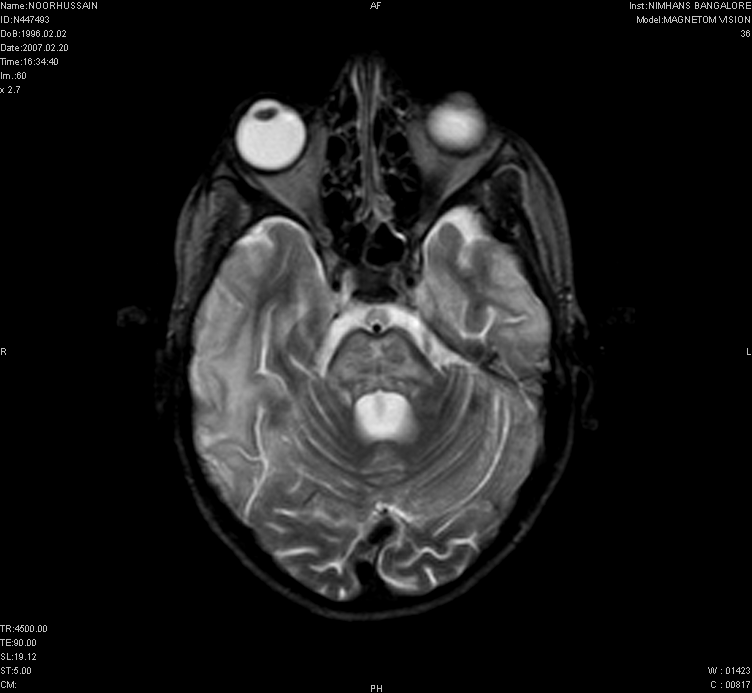 Name:NOORHUSSAIN
ID:N447493
DoB:1996.02.02
Date:2007.02.20
Time:16:34:40
Im.:60
x 2.7
AF
Inst:NIMHANS BANGALORE
Model:MAGNETOM VISION
36
R
L
TR:4500.00
TE:90.00
SL:19.12
ST:5.00
CM:
PH
W : 01423
C : 00817